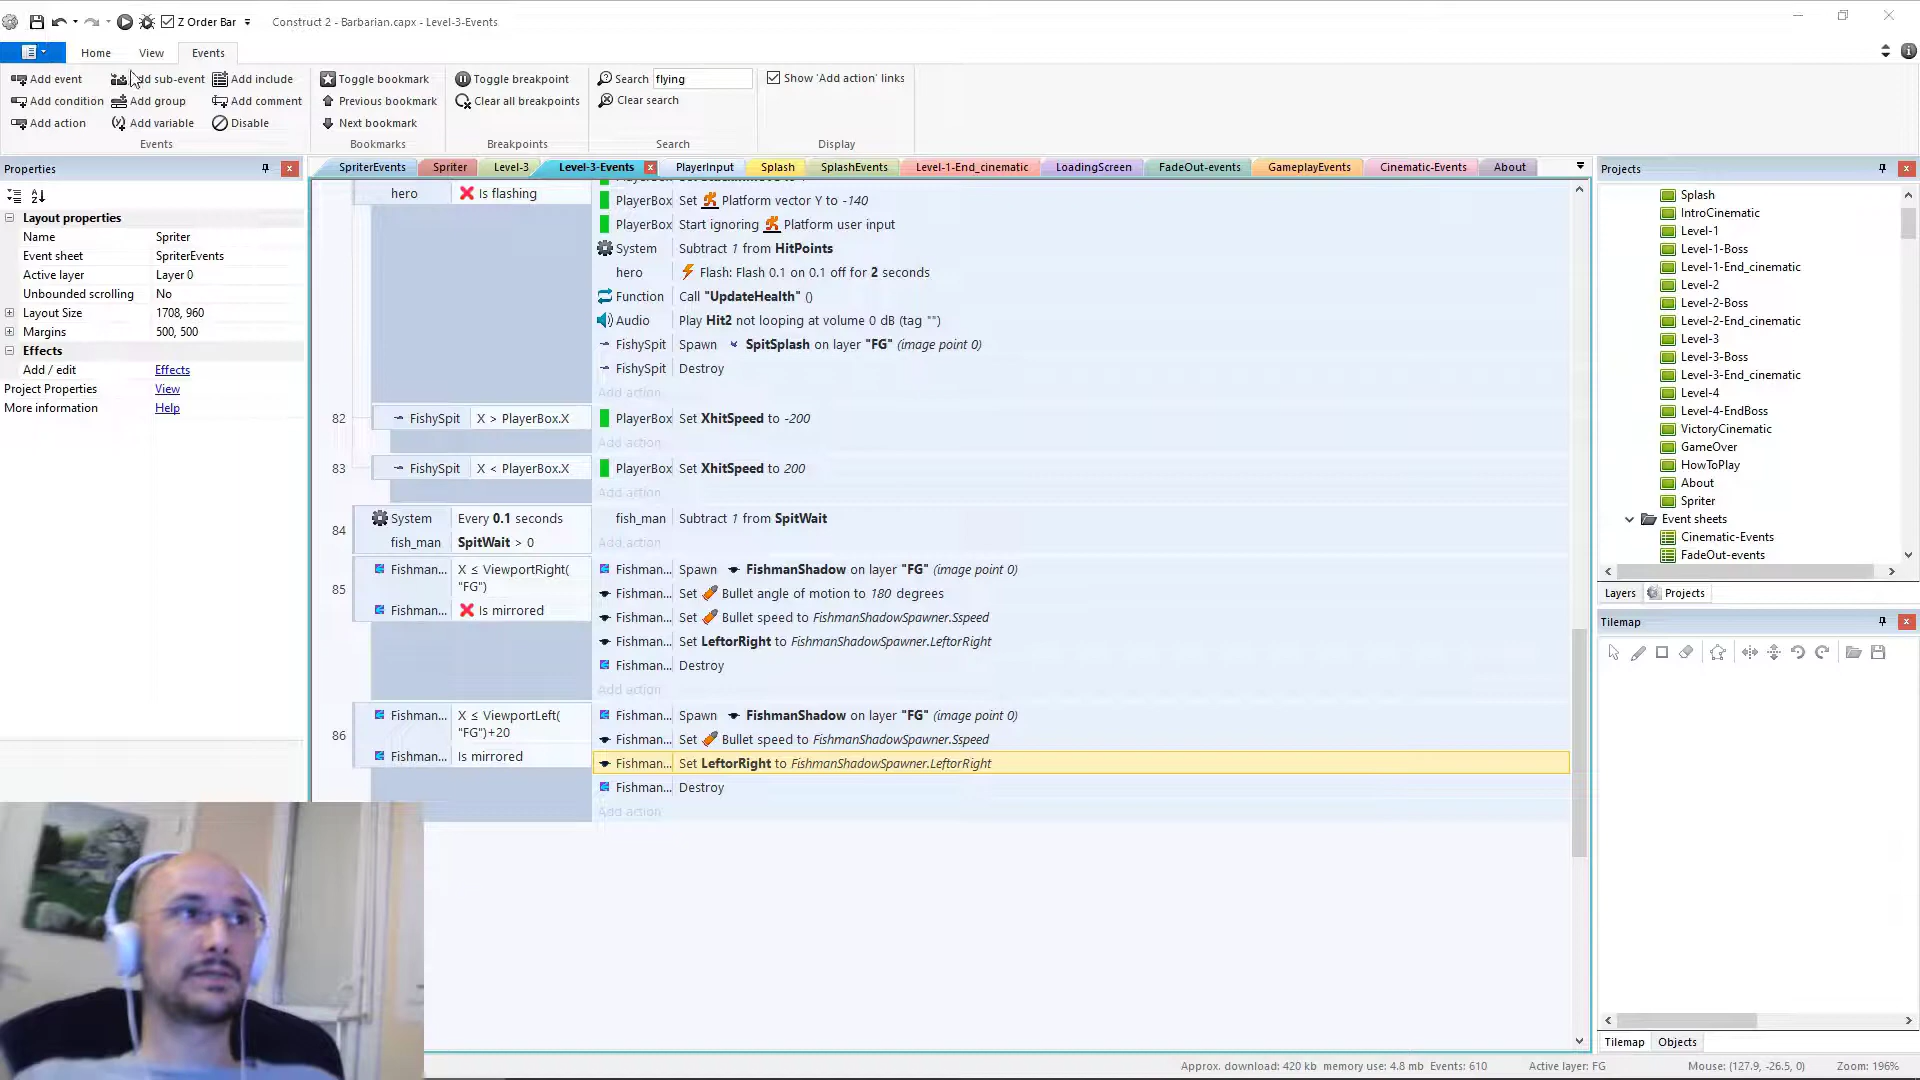 Z Order Bar
Construct 2 - Barbarian.capx - Level-3-Events
Home View Events
Add event
Add condition
Add action
Add sub-event
Add group
Add variable
Add include
Add comment
Disable
Events
Toggle bookmark
Previous bookmark
Next bookmark
Bookmarks
Toggle breakpoint
Clear all breakpoints
Breakpoints
Search flying
Clear search
Search
Show 'Add action' links
Display
Properties
Layout properties
Name Spriter
Event sheet SpriterEvents
Active layer Layer 0
Unbounded scrolling No
Layout Size 1708, 960
Margins 500, 500
Effects
Add / edit Effects
Project Properties View
More information Help
SpriterEvents Spriter Level-3 Level-3-Events PlayerInput Splash SplashEvents Level-1-End_cinematic LoadingScreen FadeOut-events GameplayEvents Cinematic-Events About
hero Is flashing
PlayerBox Set Platform vector Y to -140
PlayerBox Start ignoring Platform user input
System Subtract 1 from HitPoints
hero Flash: Flash 0.1 on 0.1 off for 2 seconds
Function Call "UpdateHealth" ()
Audio Play Hit2 not looping at volume 0 dB (tag "")
FishySpit Spawn SpitSplash on layer "FG" (image point 0)
FishySpit Destroy
Add action
82 FishySpit X > PlayerBox.X PlayerBox Set XhitSpeed to -200
Add action
83 FishySpit X < PlayerBox.X PlayerBox Set XhitSpeed to 200
Add action
84 System Every 0.1 seconds fish_man Subtract 1 from SpitWait
fish_man SpitWait > 0 Add action
85 Fishman... X ≤ ViewportRight(
"FG")
Fishman... Is mirrored
Fishman... Spawn FishmanShadow on layer "FG" (image point 0)
Fishman... Set Bullet angle of motion to 180 degrees
Fishman... Set Bullet speed to FishmanShadowSpawner.Sspeed
Fishman... Set LeftorRight to FishmanShadowSpawner.LeftorRight
Fishman... Destroy
Add action
86 Fishman... X ≤ ViewportLeft(
"FG")+20
Fishman... Is mirrored
Fishman... Spawn FishmanShadow on layer "FG" (image point 0)
Fishman... Set Bullet speed to FishmanShadowSpawner.Sspeed
Fishman... Set LeftorRight to FishmanShadowSpawner.LeftorRight
Fishman... Destroy
Add action
Projects
Splash
IntroCinematic
Level-1
Level-1-Boss
Level-1-End_cinematic
Level-2
Level-2-Boss
Level-2-End_cinematic
Level-3
Level-3-Boss
Level-3-End_cinematic
Level-4
Level-4-EndBoss
VictoryCinematic
GameOver
HowToPlay
About
Spriter
Event sheets
Cinematic-Events
FadeOut-events
Layers Projects
Tilemap
Tilemap Objects
Approx. download: 420 kb memory use: 4.8 mb Events: 610 Active layer: FG Mouse: (127.9, -26.5, 0) Zoom: 196%